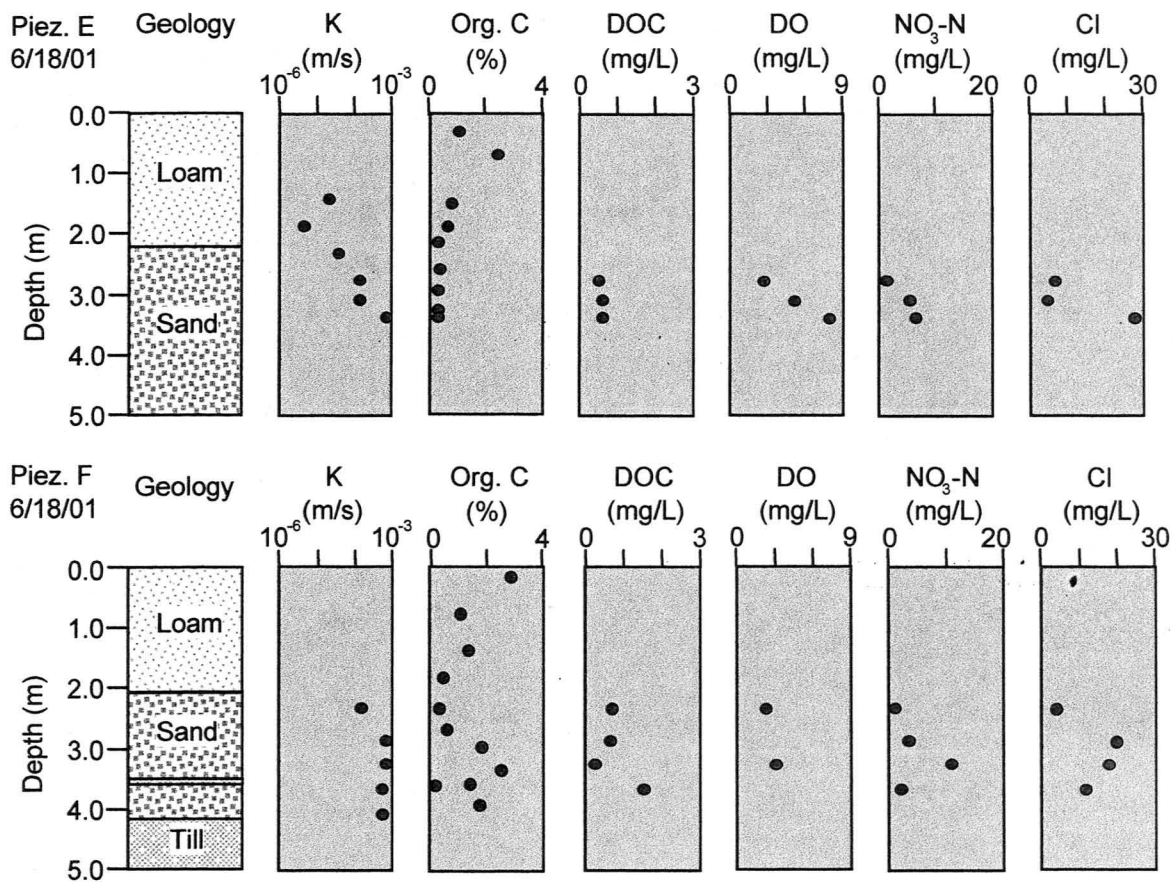 Piez. E Geology K Org. C DOC DO NO3-N Cl
6/18/01 (m/s) (%) (mg/L) (mg/L) (mg/L) (mg/L)
10-6 10-3 0 4 0 3 0 9 0 20 0 30
0.0
Loam
1.0
2.0
Depth (m)
3.0
Sand
4.0
5.0
Piez. F Geology K Org. C DOC DO NO3-N Cl
6/18/01 (m/s) (%) (mg/L) (mg/L) (mg/L) (mg/L)
10-6 10-3 0 4 0 3 0 9 0 20 0 30
0.0
Loam
1.0
2.0
Depth (m)
Sand
3.0
4.0
Till
5.0